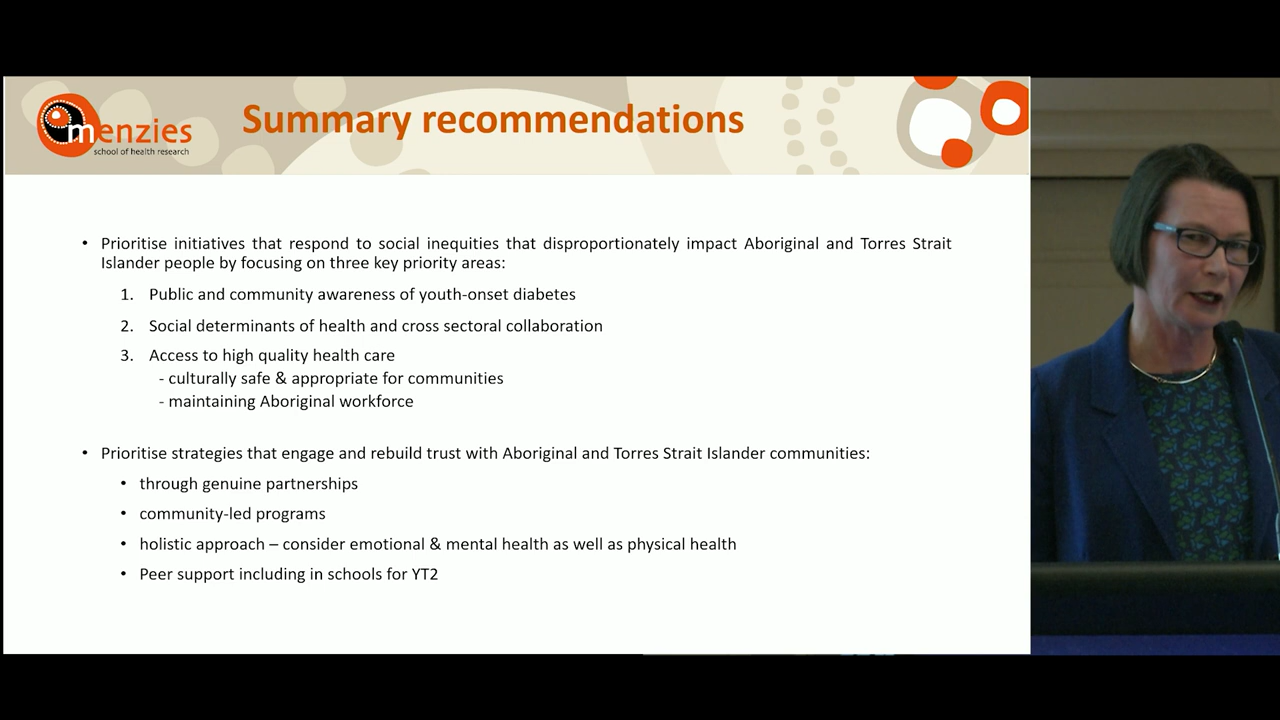 menzies
school of health research
Summary recommendations
• Prioritise initiatives that respond to social inequities that disproportionately impact Aboriginal and Torres Strait
Islander people by focusing on three key priority areas:
1. Public and community awareness of youth-onset diabetes
2. Social determinants of health and cross sectoral collaboration
3. Access to high quality health care
- culturally safe & appropriate for communities
- maintaining Aboriginal workforce
• Prioritise strategies that engage and rebuild trust with Aboriginal and Torres Strait Islander communities:
• through genuine partnerships
• community-led programs
• holistic approach – consider emotional & mental health as well as physical health
• Peer support including in schools for YT2